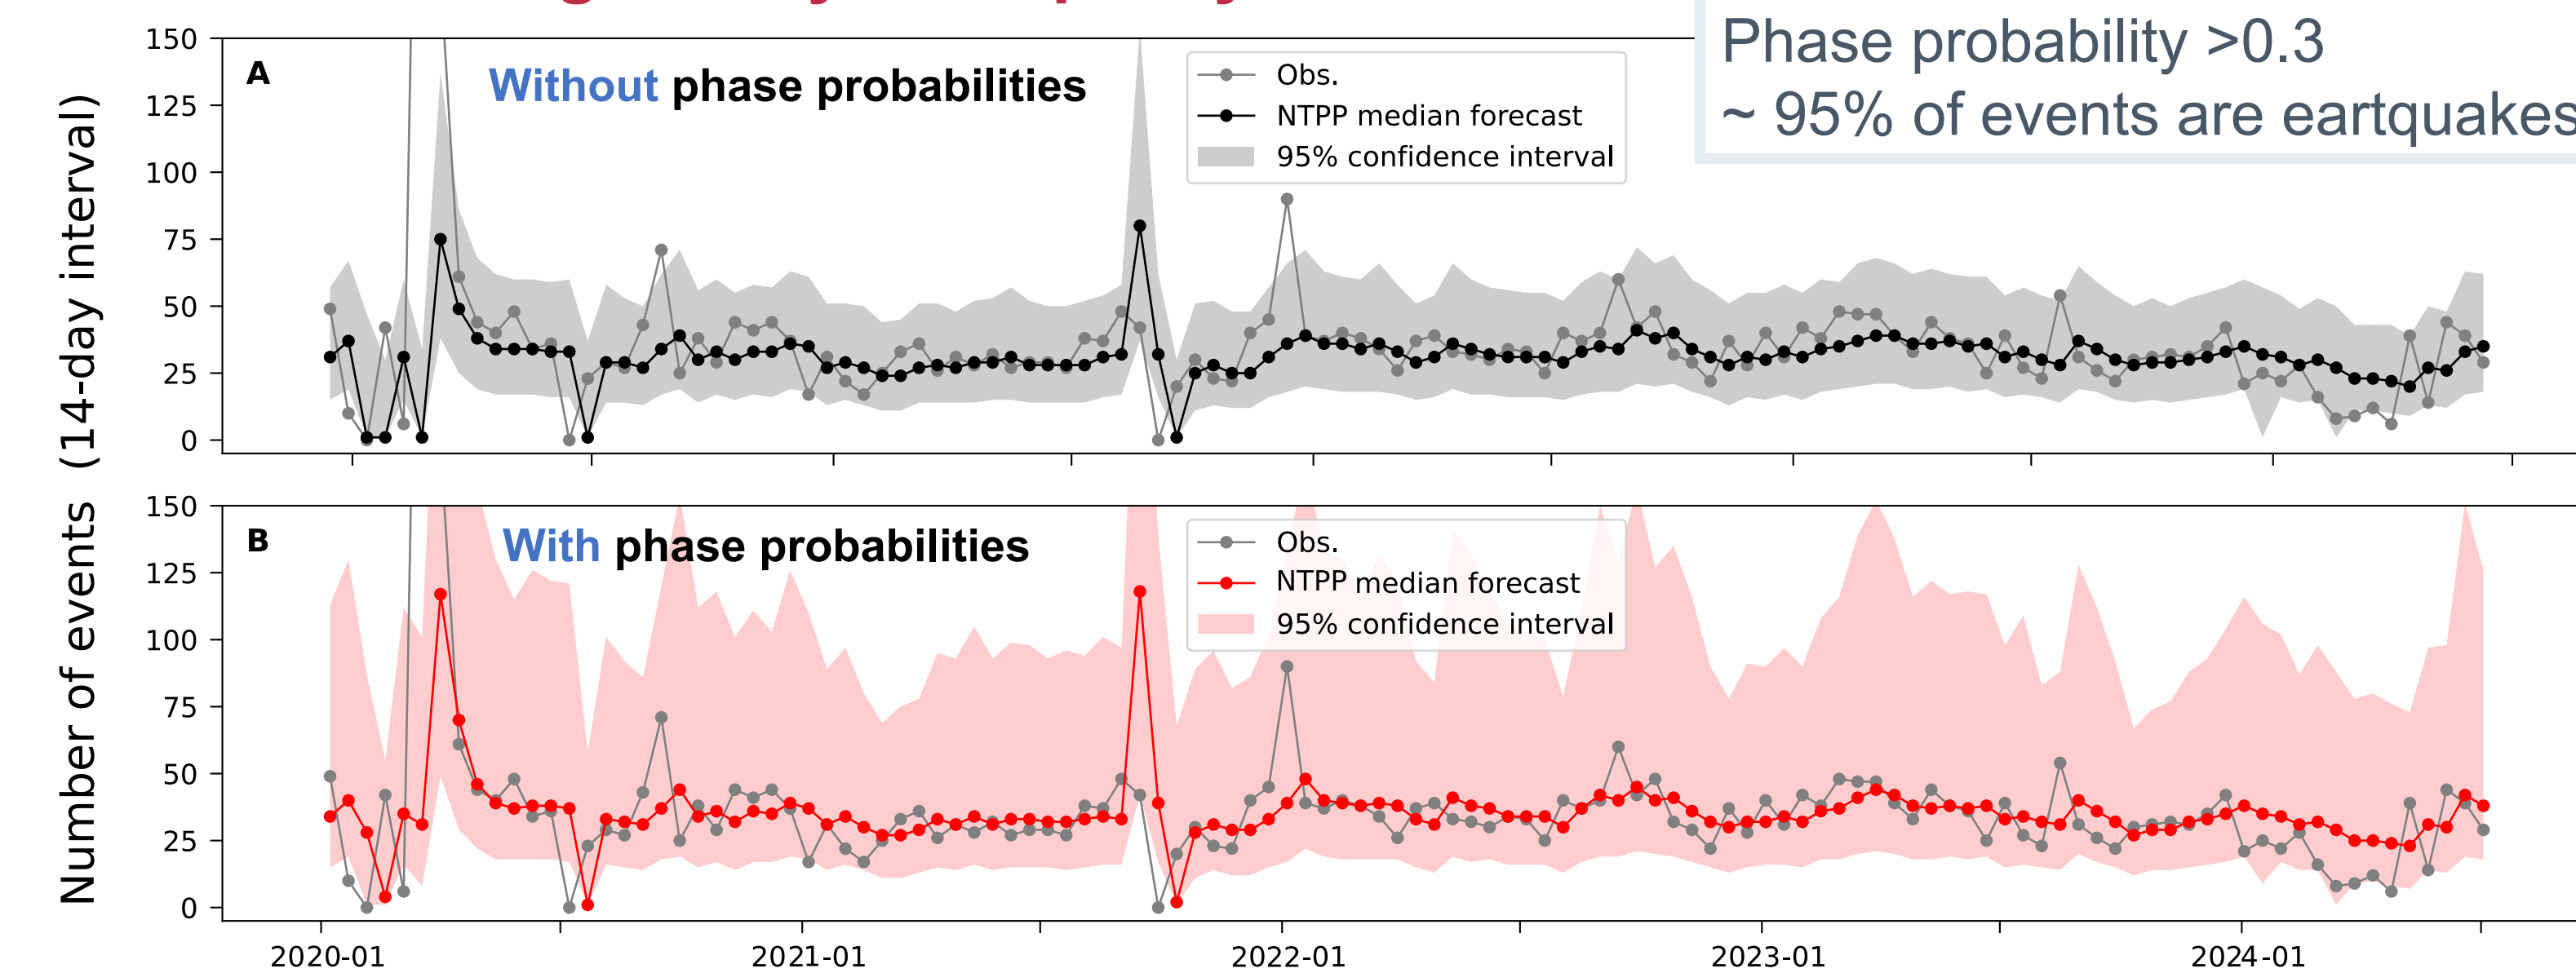 Phase probability >0.3
~ 95% of events are eartquakes
Number of events (14-day interval)
150
125
100
75
50
25
0
A
Without phase probabilities
Obs.
NTPP median forecast
95% confidence interval
150
125
100
75
50
25
0
B
With phase probabilities
Obs.
NTPP median forecast
95% confidence interval
2020-01 2021-01 2022-01 2023-01 2024-01